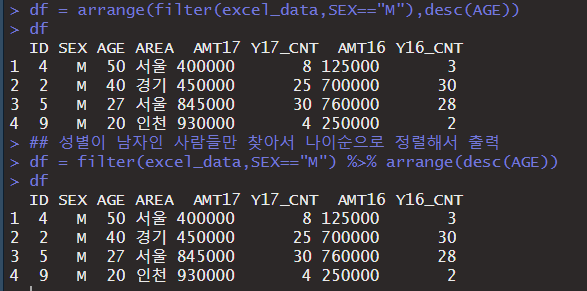 > df = arrange(filter(excel_data,SEX=="M"),desc(AGE))
> df
  ID SEX AGE AREA  AMT17 Y17_CNT  AMT16 Y16_CNT
1  4   M  50 서울 400000       8 125000       3
2  2   M  40 경기 450000      25 700000      30
3  5   M  27 서울 845000      30 760000      28
4  9   M  20 인천 930000       4 250000       2
> ## 성별이 남자인 사람들만 찾아서 나이순으로 정렬해서 출력
> df = filter(excel_data,SEX=="M") %>% arrange(desc(AGE))
> df
  ID SEX AGE AREA  AMT17 Y17_CNT  AMT16 Y16_CNT
1  4   M  50 서울 400000       8 125000       3
2  2   M  40 경기 450000      25 700000      30
3  5   M  27 서울 845000      30 760000      28
4  9   M  20 인천 930000       4 250000       2